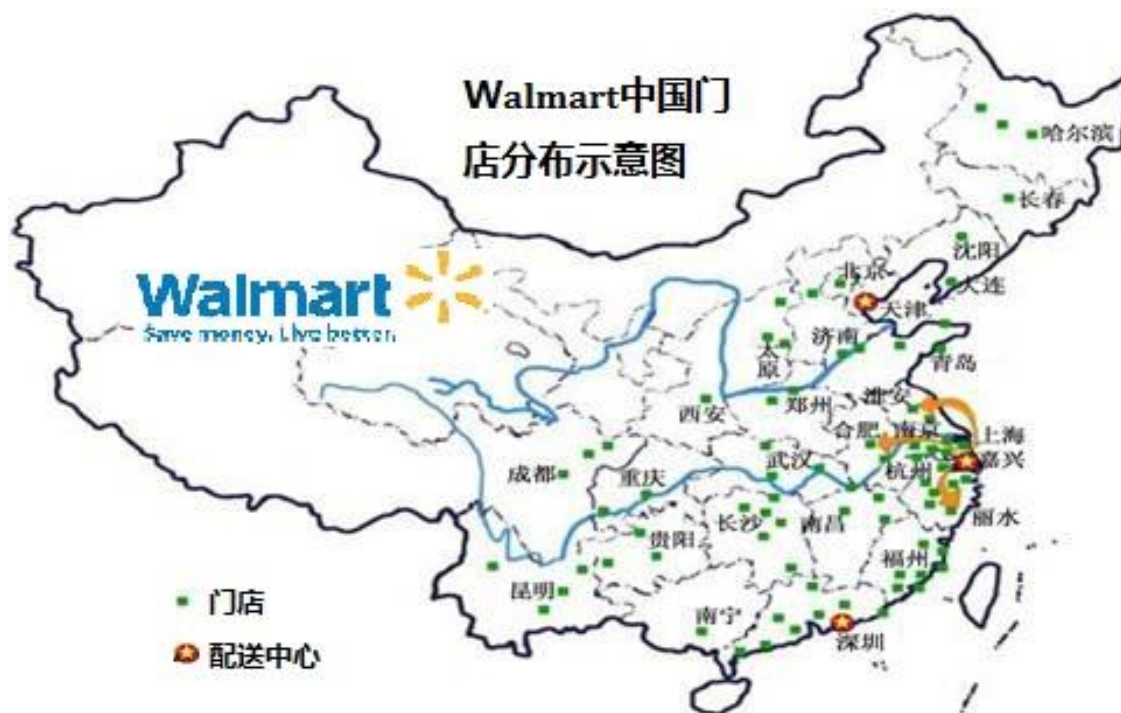 Walmart中国门
店分布示意图
哈尔滨
长春
沈阳
Walmart
Save money. Live better.
北京
大连
天津
济南
太原
青岛
西安
郑州
淮安
合肥
南京
上海
成都
武汉
杭州
嘉兴
重庆
长沙
南昌
丽水
贵阳
福州
昆明
门店
南宁
深圳
配送中心